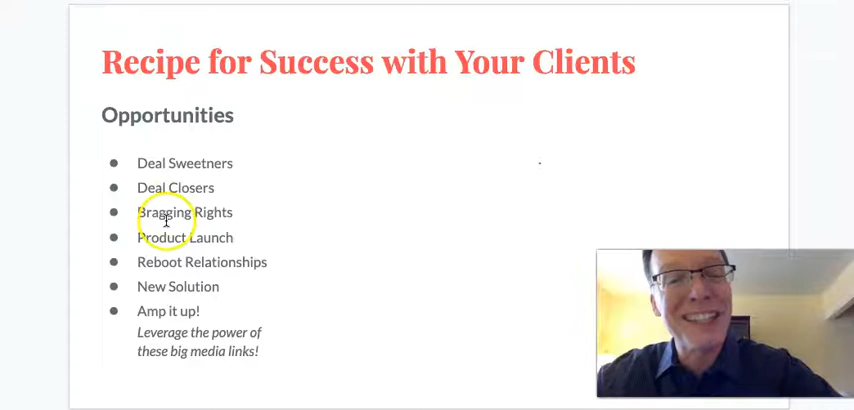 Recipe for Success with Your Clients
Opportunities
Deal Sweetners
Deal Closers
Bragging Rights
Product Launch
Reboot Relationships
New Solution
Amp it up!
Leverage the power of
these big media links!